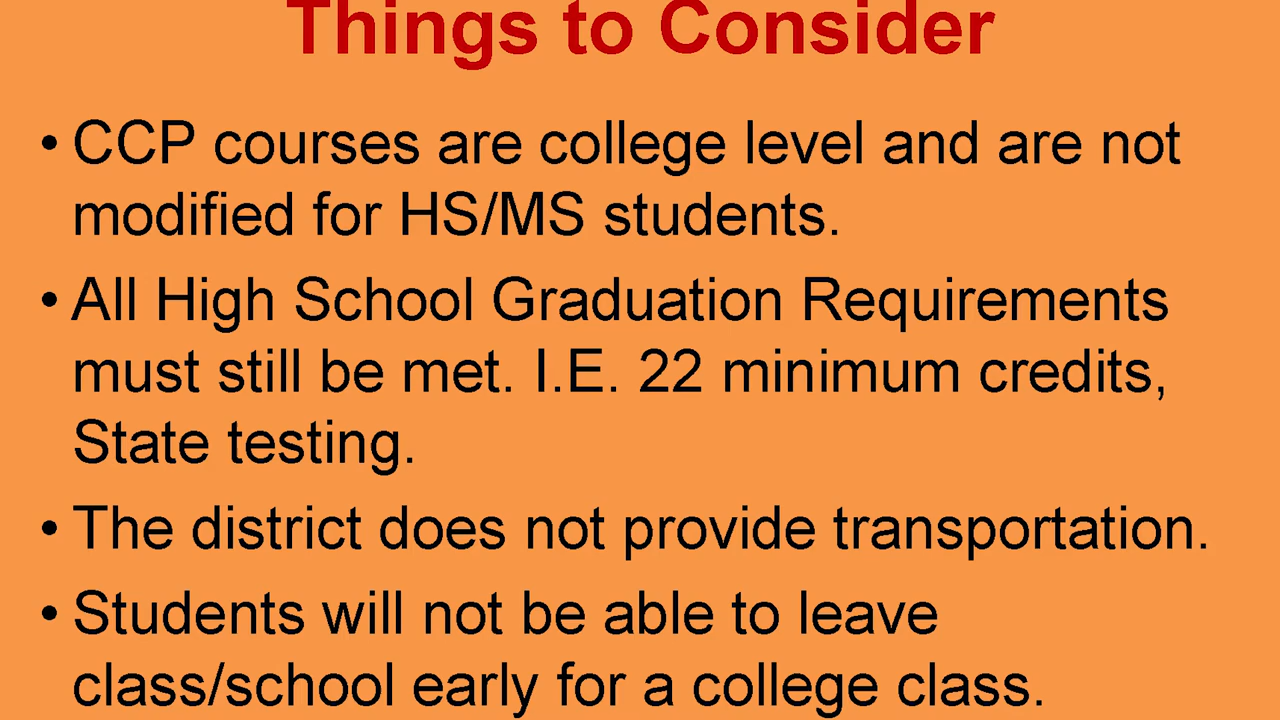 Things to Consider
• CCP courses are college level and are not
modified for HS/MS students.
• All High School Graduation Requirements
must still be met. I.E. 22 minimum credits,
State testing.
• The district does not provide transportation.
• Students will not be able to leave
class/school early for a college class.